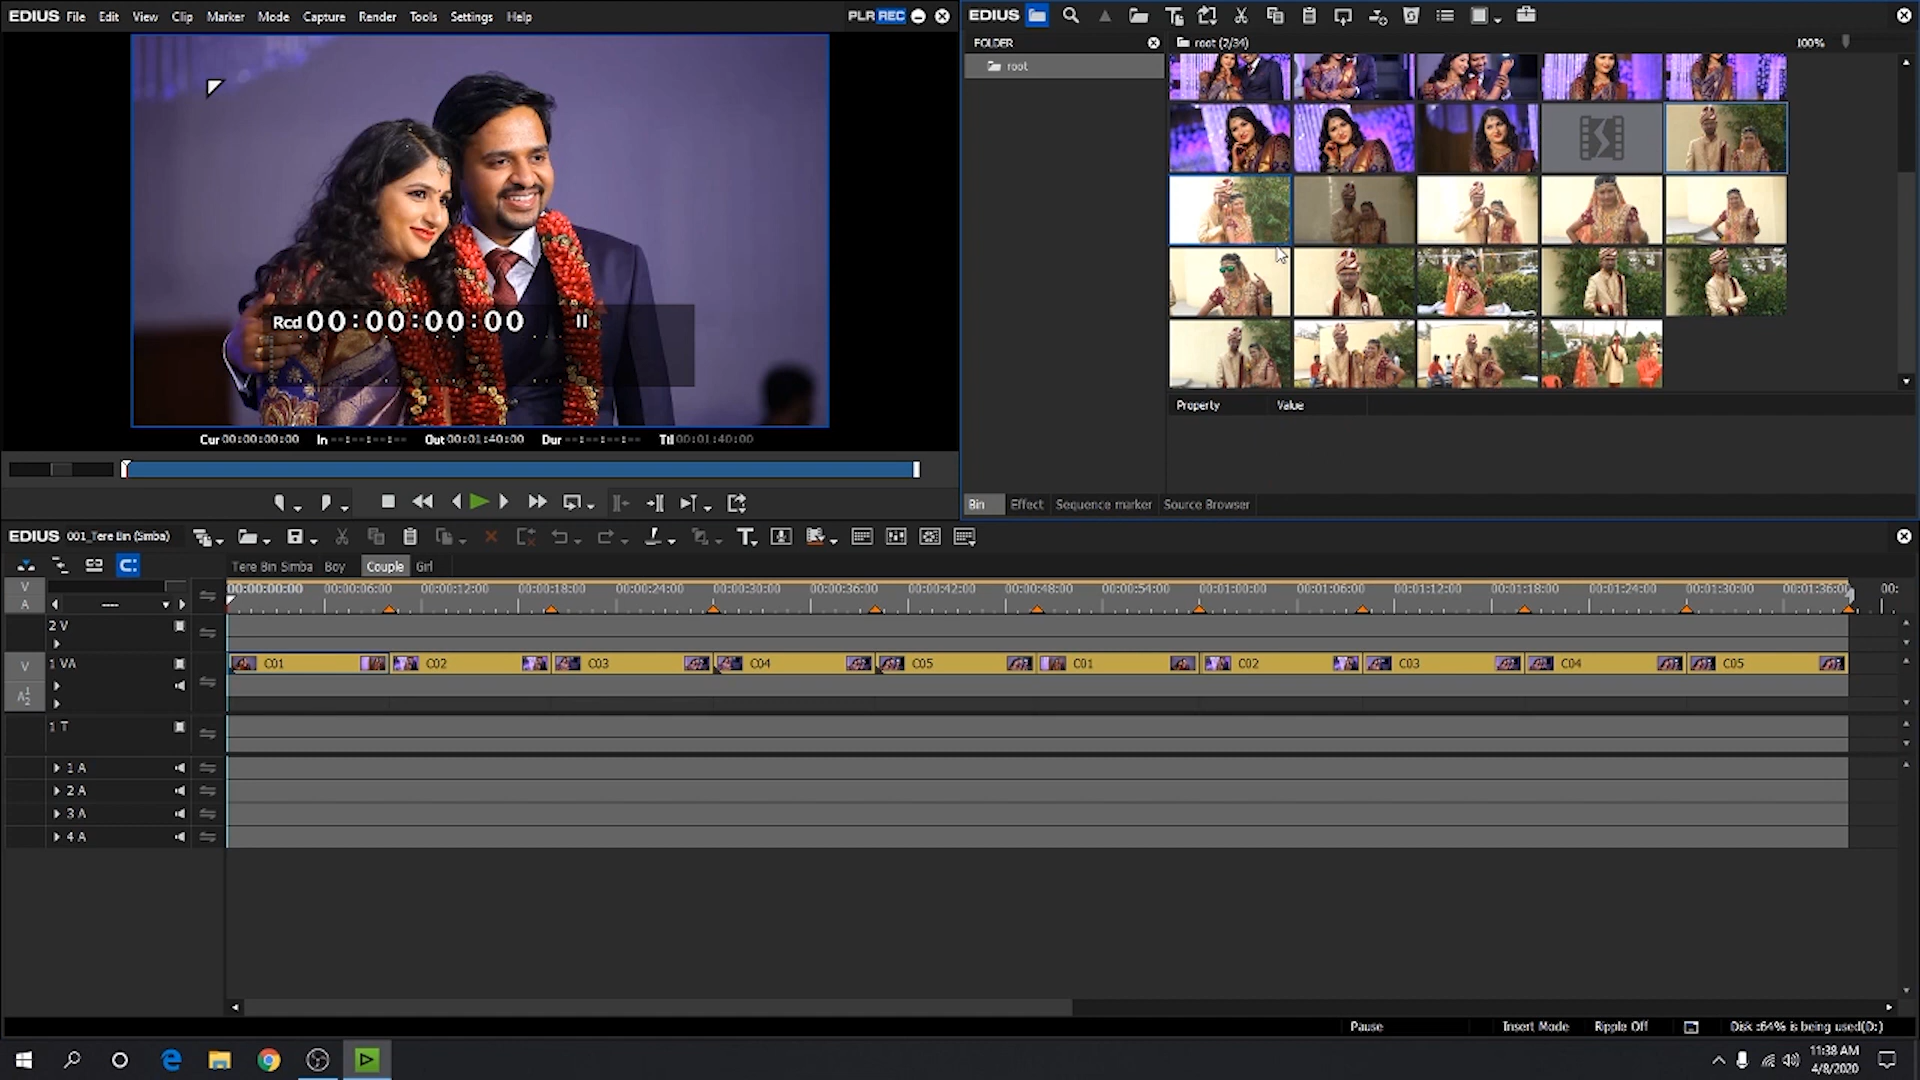 EDIUS File Edit View Clip Marker Mode Capture Render Tools Settings Help PLR REC
Rcd 00:00:00:00
Cur 00:00:00:00 In --:--:--:-- Out 00:01:40:00 Dur --:--:--:-- Ttl 00:01:40:00
EDIUS
FOLDER
root
root (2/34) 100%
Property Value
Bin Effect Sequence marker Source Browser
EDIUS 001_Tere Bin (Simba)
Tere Bin Simba Boy Couple Girl
00:00:00:00 00:00:06:00 00:00:12:00 00:00:18:00 00:00:24:00 00:00:30:00 00:00:36:00 00:00:42:00 00:00:48:00 00:00:54:00 00:01:00:00 00:01:06:00 00:01:12:00 00:01:18:00 00:01:24:00 00:01:30:00 00:01:36:00 00:
V
A ----
2 V
V 1 VA C01 C02 C03 C04 C05 C01 C02 C03 C04 C05
A 1 2
1 T
1 A
2 A
3 A
4 A
Pause Insert Mode Ripple Off Disk :64% is being used(D:)
11:38 AM
4/8/2020